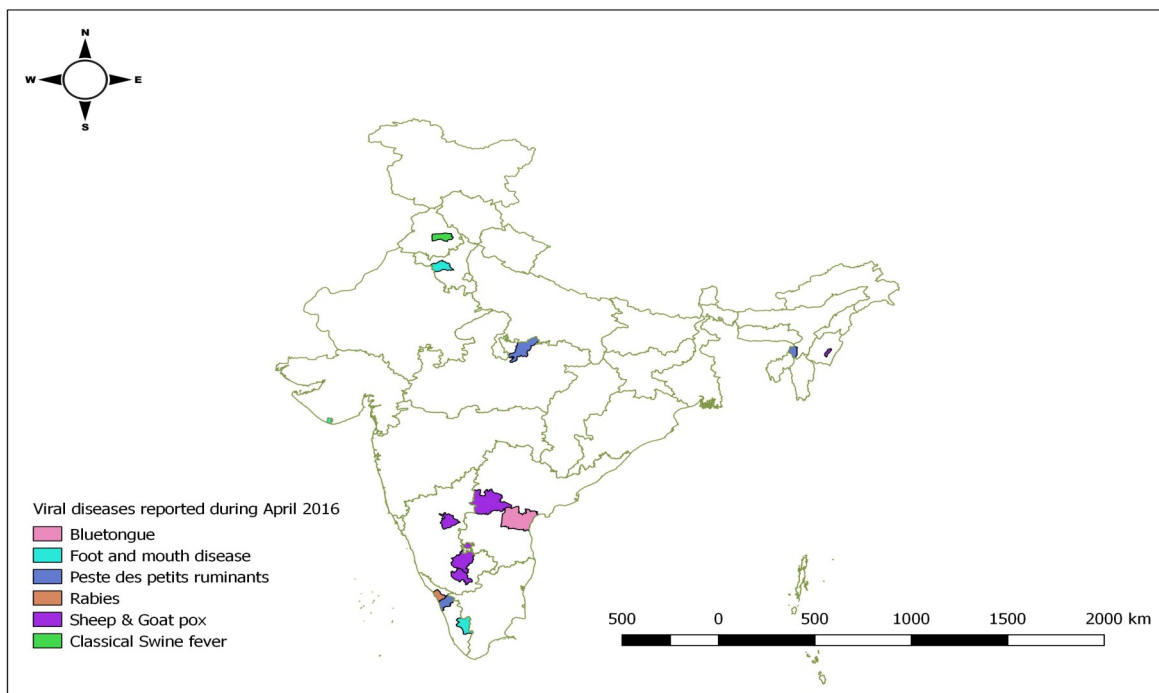 N
W E
S
Viral diseases reported during April 2016
Bluetongue
Foot and mouth disease
Peste des petits ruminants
Rabies
Sheep & Goat pox
Classical Swine fever
500 0 500 1000 1500 2000 km